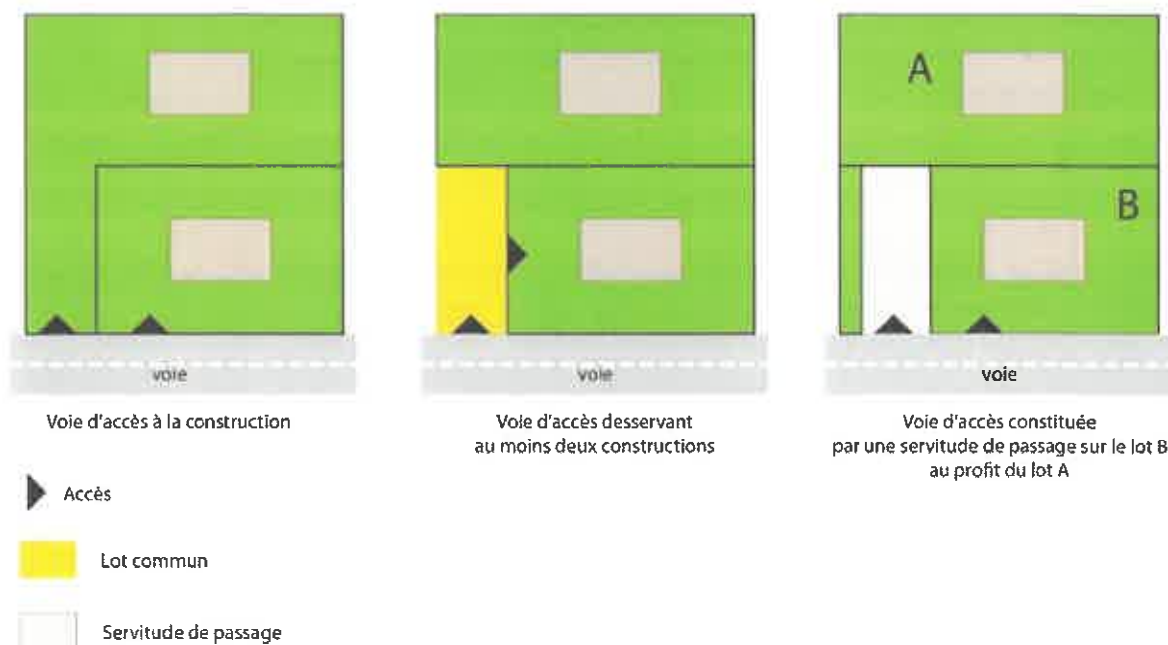 A
B
voie
voie
voie
Voie d'accès à la construction
Voie d'accès desservant
au moins deux constructions
Voie d'accès constituée
par une servitude de passage sur le lot B
au profit du lot A
Accès
Lot commun
Servitude de passage